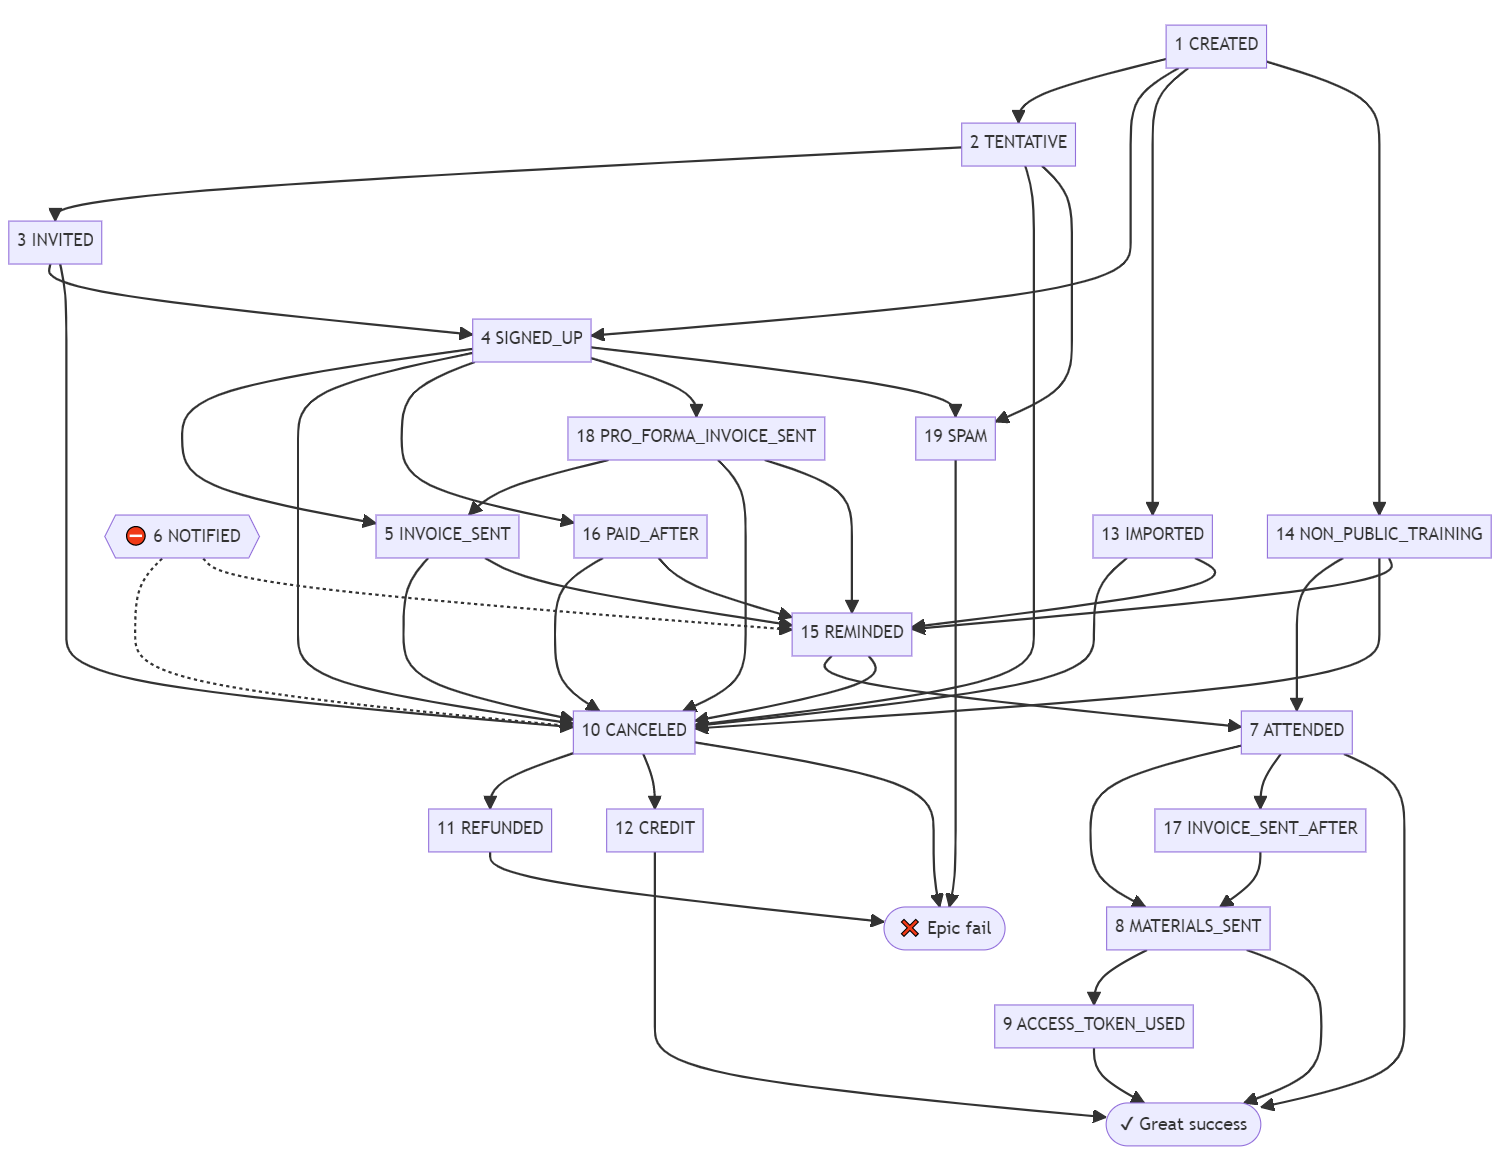 1 CREATED
2 TENTATIVE
3 INVITED
4 SIGNED_UP
18 PRO_FORMA_INVOICE_SENT
19 SPAM
⛔ 6 NOTIFIED
5 INVOICE_SENT
16 PAID_AFTER
13 IMPORTED
14 NON_PUBLIC_TRAINING
15 REMINDED
10 CANCELED
7 ATTENDED
11 REFUNDED
12 CREDIT
17 INVOICE_SENT_AFTER
❌ Epic fail
8 MATERIALS_SENT
9 ACCESS_TOKEN_USED
✓ Great success